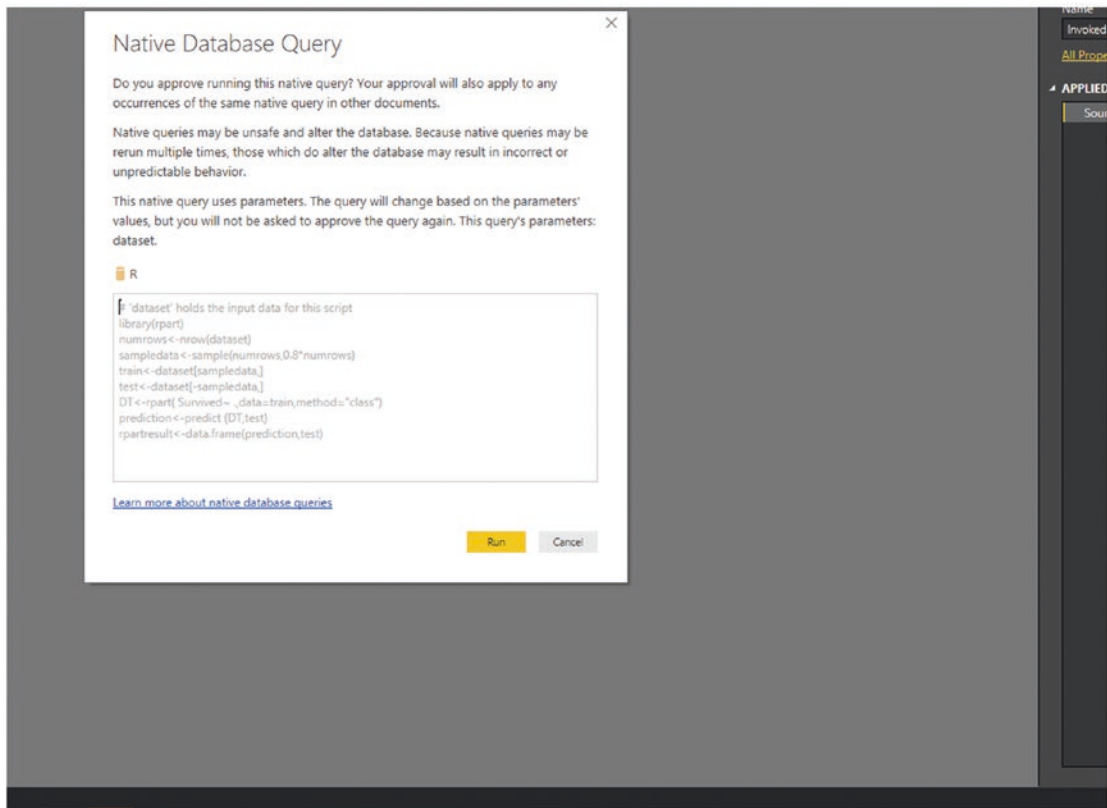 Native Database Query
Do you approve running this native query? Your approval will also apply to any
occurrences of the same native query in other documents.
Native queries may be unsafe and alter the database. Because native queries may be
rerun multiple times, those which do alter the database may result in incorrect or
unpredictable behavior.
This native query uses parameters. The query will change based on the parameters'
values, but you will not be asked to approve the query again. This query's parameters:
dataset.
R
# 'dataset' holds the input data for this script
library(rpart)
numrows<-nrow(dataset)
sampledata<-sample(numrows,0.8*numrows)
train<-dataset[sampledata,]
test<-dataset[-sampledata,]
DT<-rpart( Survived~ .,data=train,method="class")
prediction<-predict (DT,test)
rpartresult<-data.frame(prediction,test)
Learn more about native database queries
Run Cancel
Name
Invoked
All Prope
APPLIED
Sour